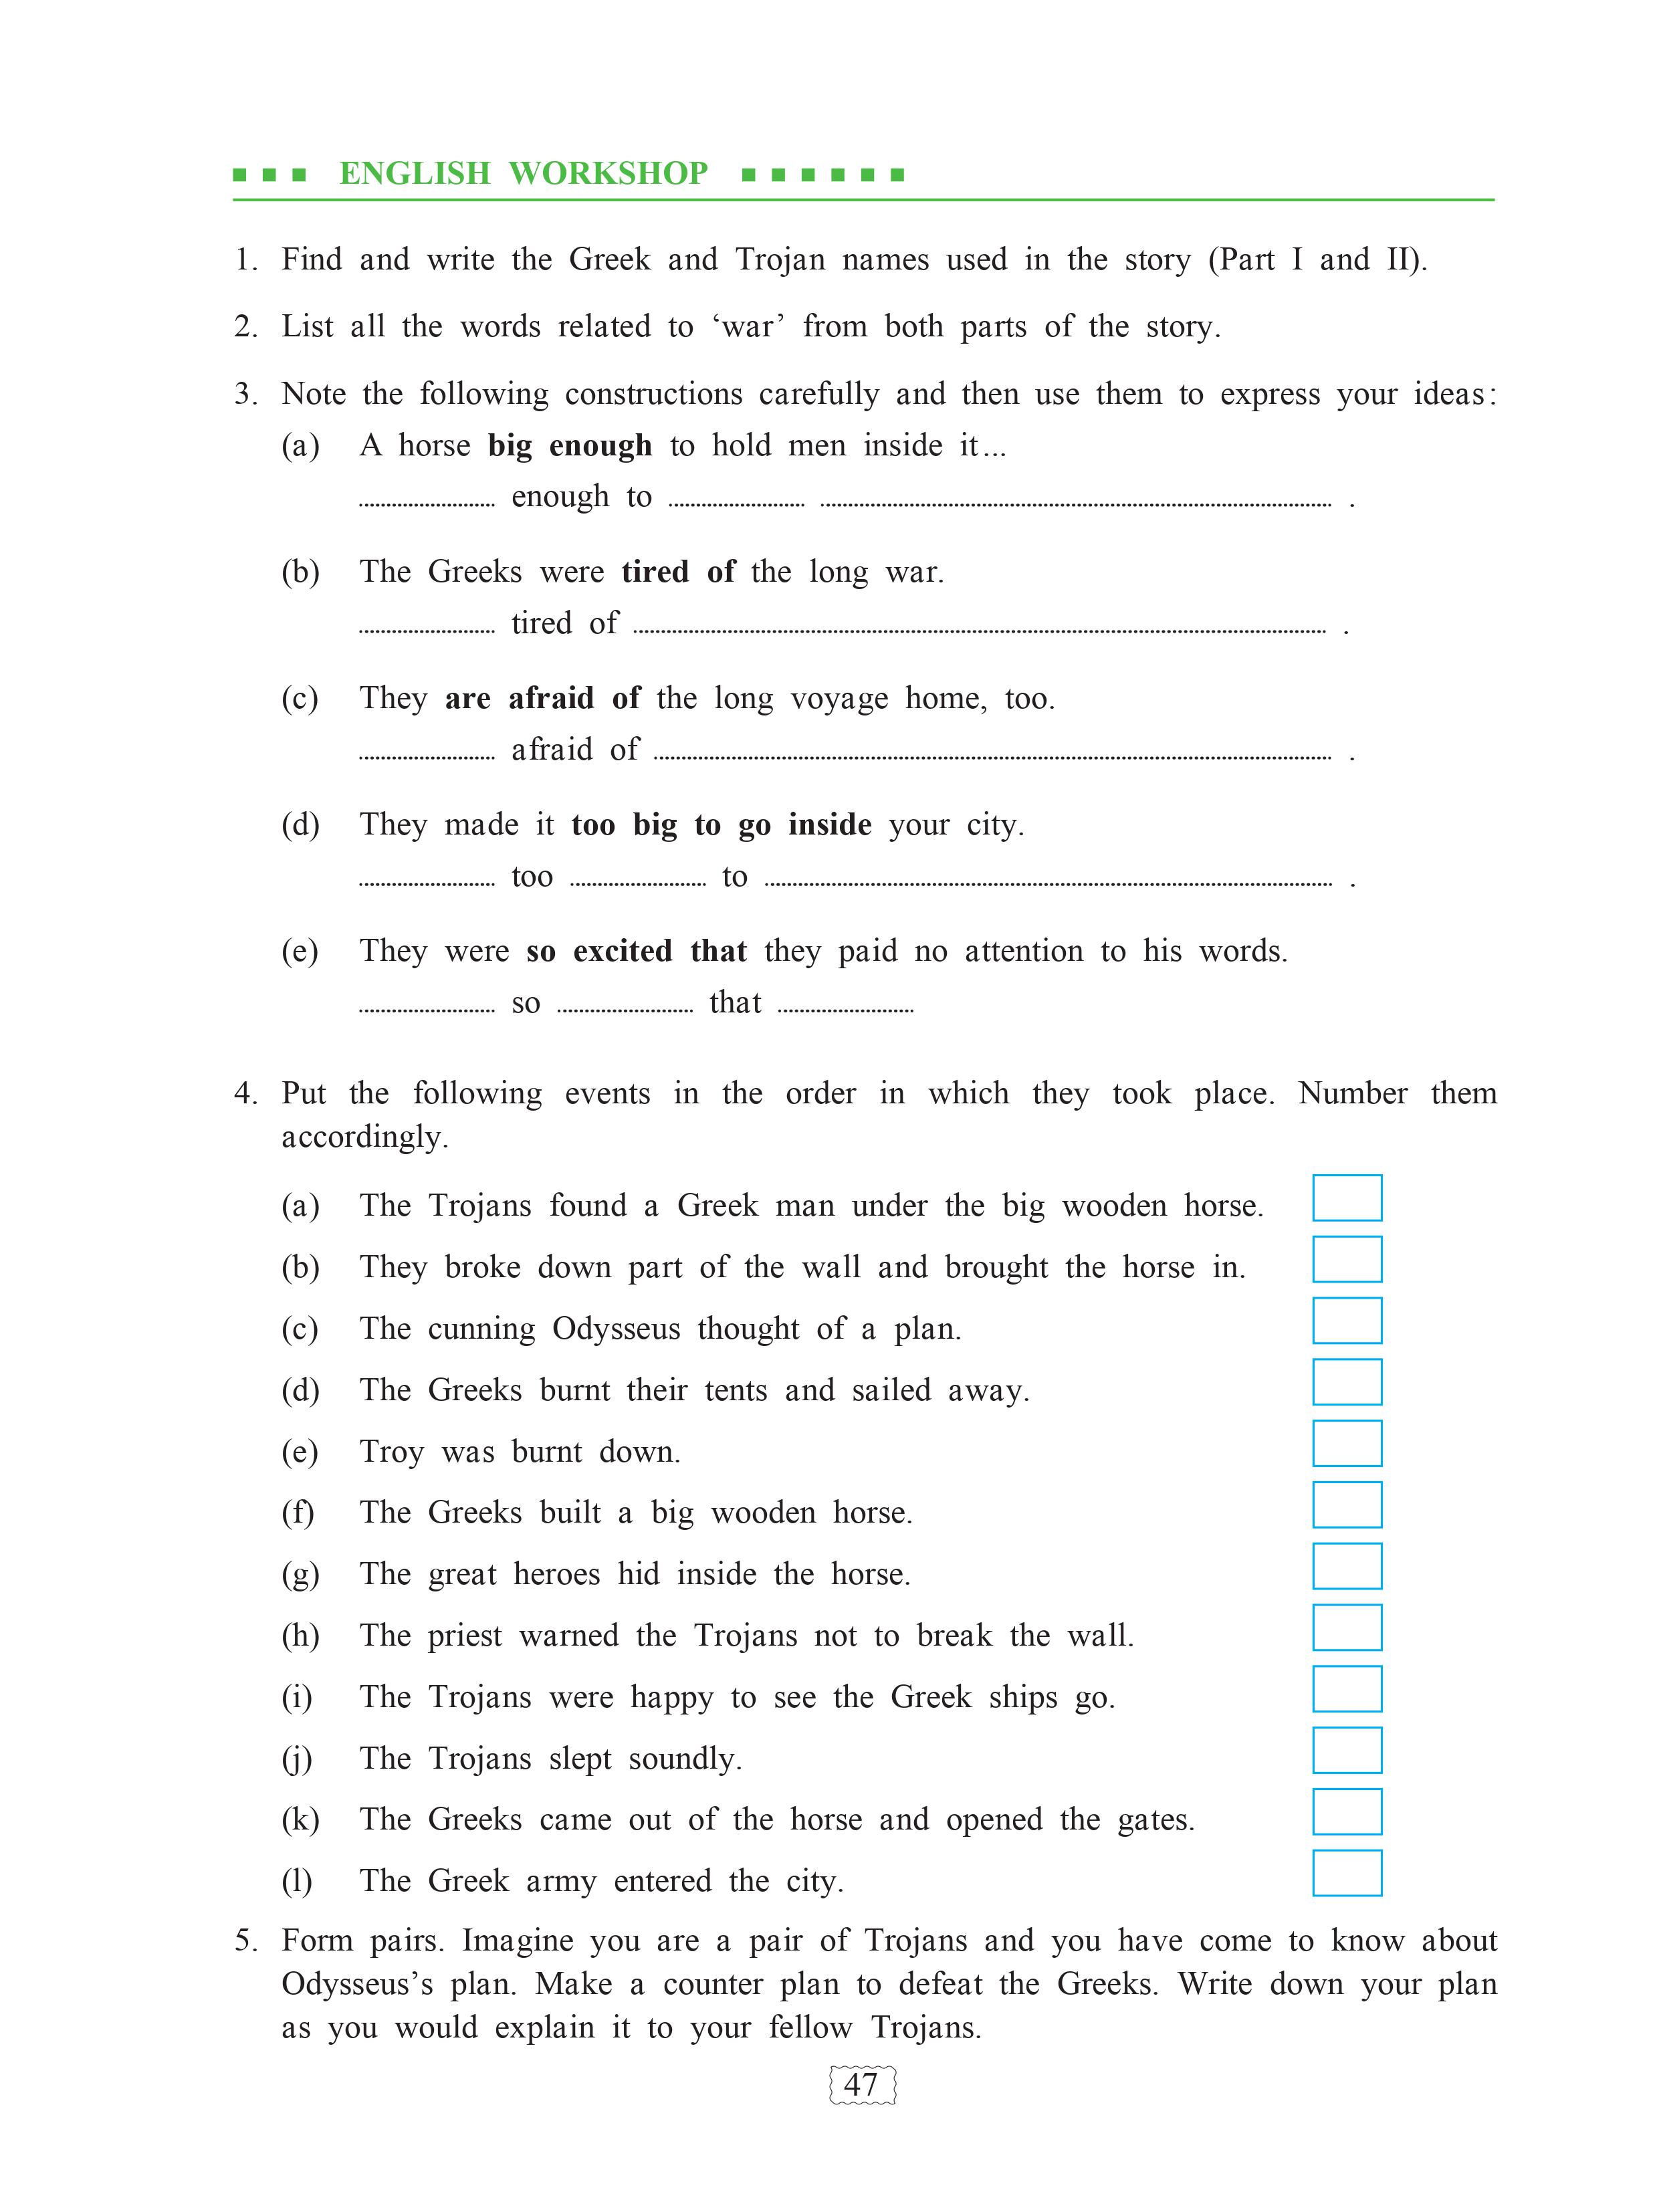 ENGLISH WORKSHOP
1. Find and write the Greek and Trojan names used in the story (Part I and II).
2. List all the words related to ‘war’ from both parts of the story.
3. Note the following constructions carefully and then use them to express your ideas:
(a) A horse big enough to hold men inside it...
.................... enough to .................... .................... .
(b) The Greeks were tired of the long war.
.................... tired of .................... .
(c) They are afraid of the long voyage home, too.
.................... afraid of .................... .
(d) They made it too big to go inside your city.
.................... too .................... to .................... .
(e) They were so excited that they paid no attention to his words.
.................... so .................... that ....................
4. Put the following events in the order in which they took place. Number them
accordingly.
(a) The Trojans found a Greek man under the big wooden horse.
(b) They broke down part of the wall and brought the horse in.
(c) The cunning Odysseus thought of a plan.
(d) The Greeks burnt their tents and sailed away.
(e) Troy was burnt down.
(f) The Greeks built a big wooden horse.
(g) The great heroes hid inside the horse.
(h) The priest warned the Trojans not to break the wall.
(i) The Trojans were happy to see the Greek ships go.
(j) The Trojans slept soundly.
(k) The Greeks came out of the horse and opened the gates.
(l) The Greek army entered the city.
5. Form pairs. Imagine you are a pair of Trojans and you have come to know about
Odysseus’s plan. Make a counter plan to defeat the Greeks. Write down your plan
as you would explain it to your fellow Trojans.
47